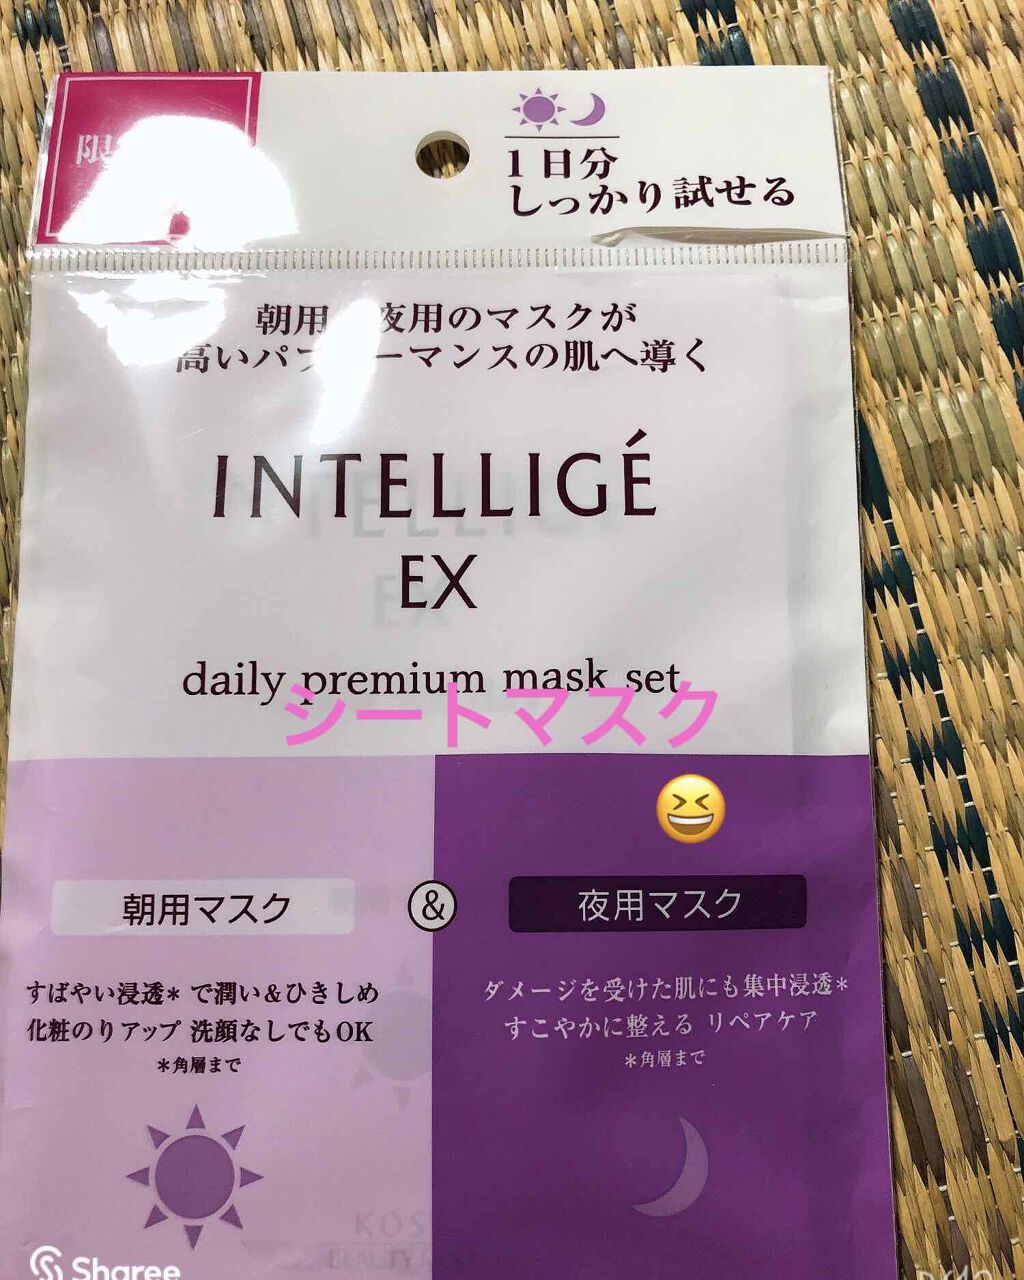 限
1日分
しっかり試せる
朝用 夜用のマスクが
高いパフォーマンスの肌へ導く
INTELLIGÉ
EX
daily premium mask set
シートマスク
朝用マスク
&
夜用マスク
すばやい浸透* で潤い&ひきしめ
化粧のりアップ 洗顔なしでもOK
*角層まで
ダメージを受けた肌にも集中浸透*
すこやかに整える リペアケア
*角層まで
KOS
BEAUTY
Sharee